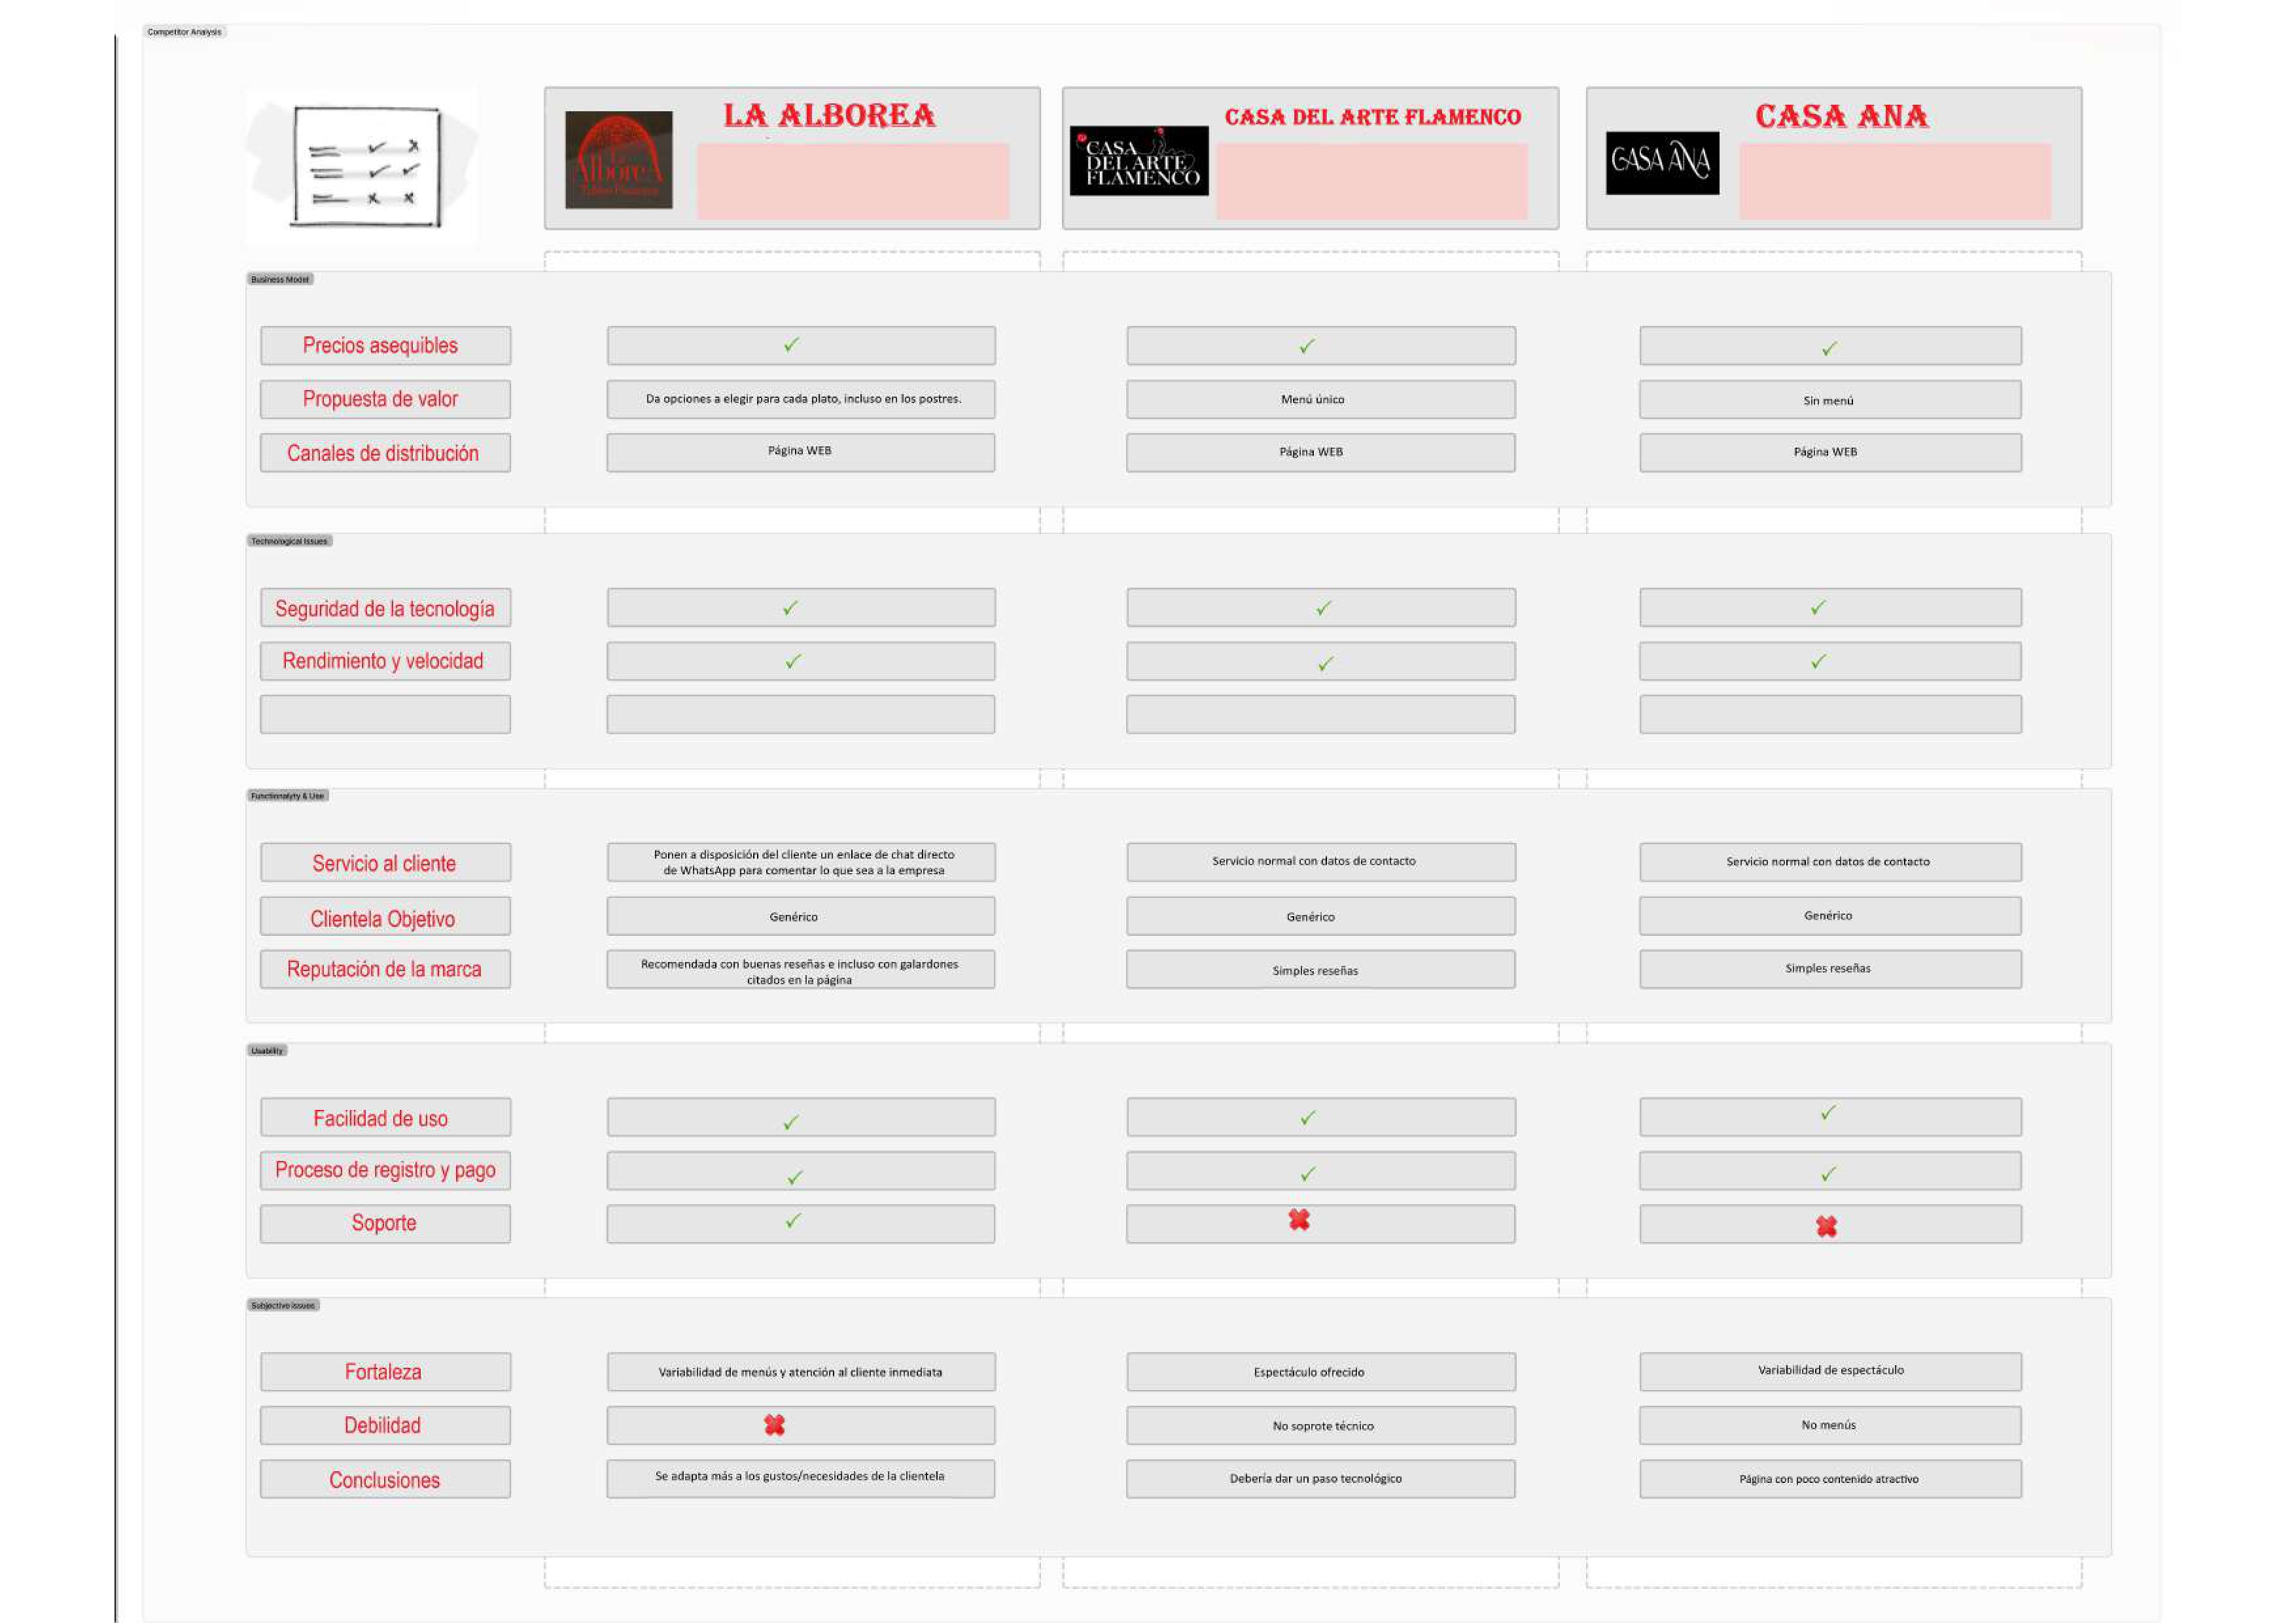 Competitor Analysis
LA ALBOREA
La
AlboreA
Tablao Flamenco
CASA DEL ARTE FLAMENCO
CASA
DEL ARTE
FLAMENCO
CASA ANA
CASA ANA
Business Model
Precios asequibles
✓ ✓ ✓
Propuesta de valor
Da opciones a elegir para cada plato, incluso en los postres.
Menú único
Sin menú
Canales de distribución
Página WEB
Página WEB
Página WEB
Technological Issues
Seguridad de la tecnología
✓ ✓ ✓
Rendimiento y velocidad
✓ ✓ ✓
Functionalyty & Use
Servicio al cliente
Ponen a disposición del cliente un enlace de chat directo
de WhatsApp para comentar lo que sea a la empresa
Servicio normal con datos de contacto
Servicio normal con datos de contacto
Clientela Objetivo
Genérico
Genérico
Genérico
Reputación de la marca
Recomendada con buenas reseñas e incluso con galardones
citados en la página
Simples reseñas
Simples reseñas
Usability
Facilidad de uso
✓ ✓ ✓
Proceso de registro y pago
✓ ✓ ✓
Soporte
✓ ✖ ✖
Subjective issues
Fortaleza
Variabilidad de menús y atención al cliente inmediata
Espectáculo ofrecido
Variabilidad de espectáculo
Debilidad
✖
No soprote técnico
No menús
Conclusiones
Se adapta más a los gustos/necesidades de la clientela
Debería dar un paso tecnológico
Página con poco contenido atractivo